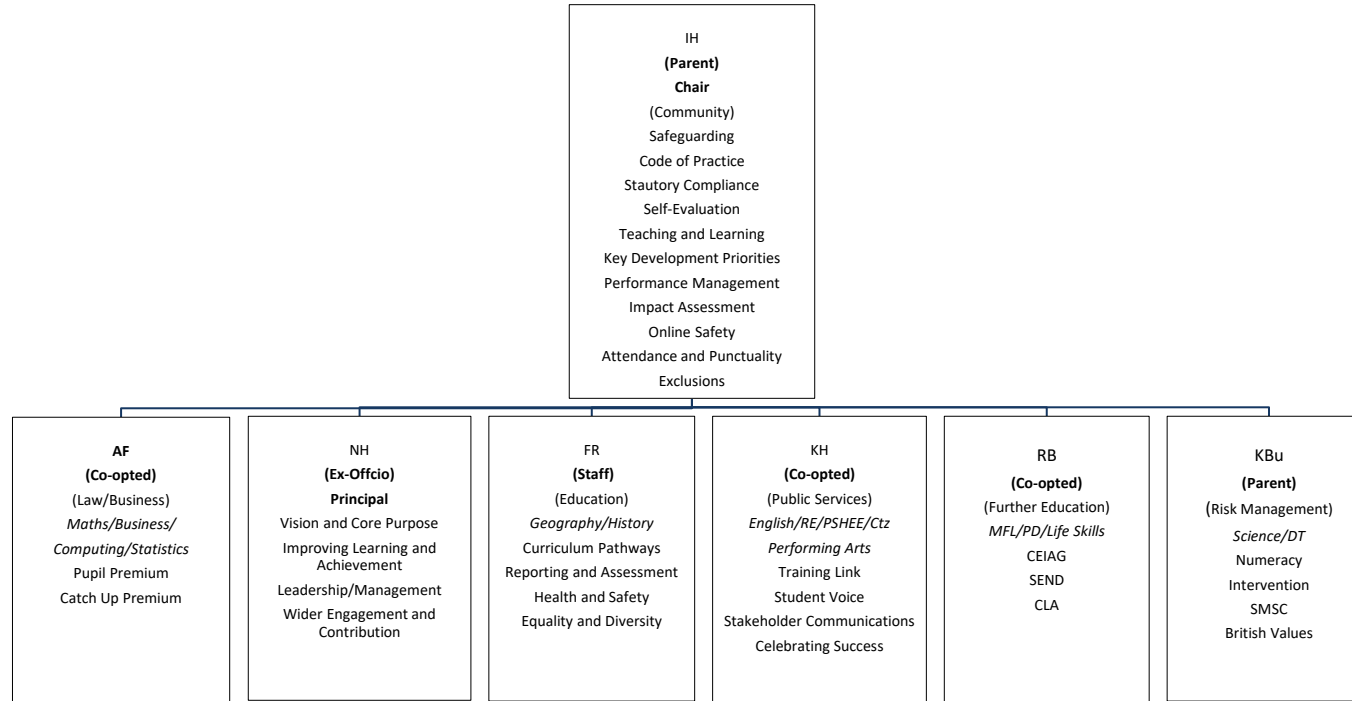 IH
(Parent)
Chair
(Community)
Safeguarding
Code of Practice
Stautory Compliance
Self-Evaluation
Teaching and Learning
Key Development Priorities
Performance Management
Impact Assessment
Online Safety
Attendance and Punctuality
Exclusions
AF
(Co-opted)
(Law/Business)
Maths/Business/
Computing/Statistics
Pupil Premium
Catch Up Premium
NH
(Ex-Offcio)
Principal
Vision and Core Purpose
Improving Learning and
Achievement
Leadership/Management
Wider Engagement and
Contribution
FR
(Staff)
(Education)
Geography/History
Curriculum Pathways
Reporting and Assessment
Health and Safety
Equality and Diversity
KH
(Co-opted)
(Public Services)
English/RE/PSHEE/Ctz
Performing Arts
Training Link
Student Voice
Stakeholder Communications
Celebrating Success
RB
(Co-opted)
(Further Education)
MFL/PD/Life Skills
CEIAG
SEND
CLA
KBu
(Parent)
(Risk Management)
Science/DT
Numeracy
Intervention
SMSC
British Values